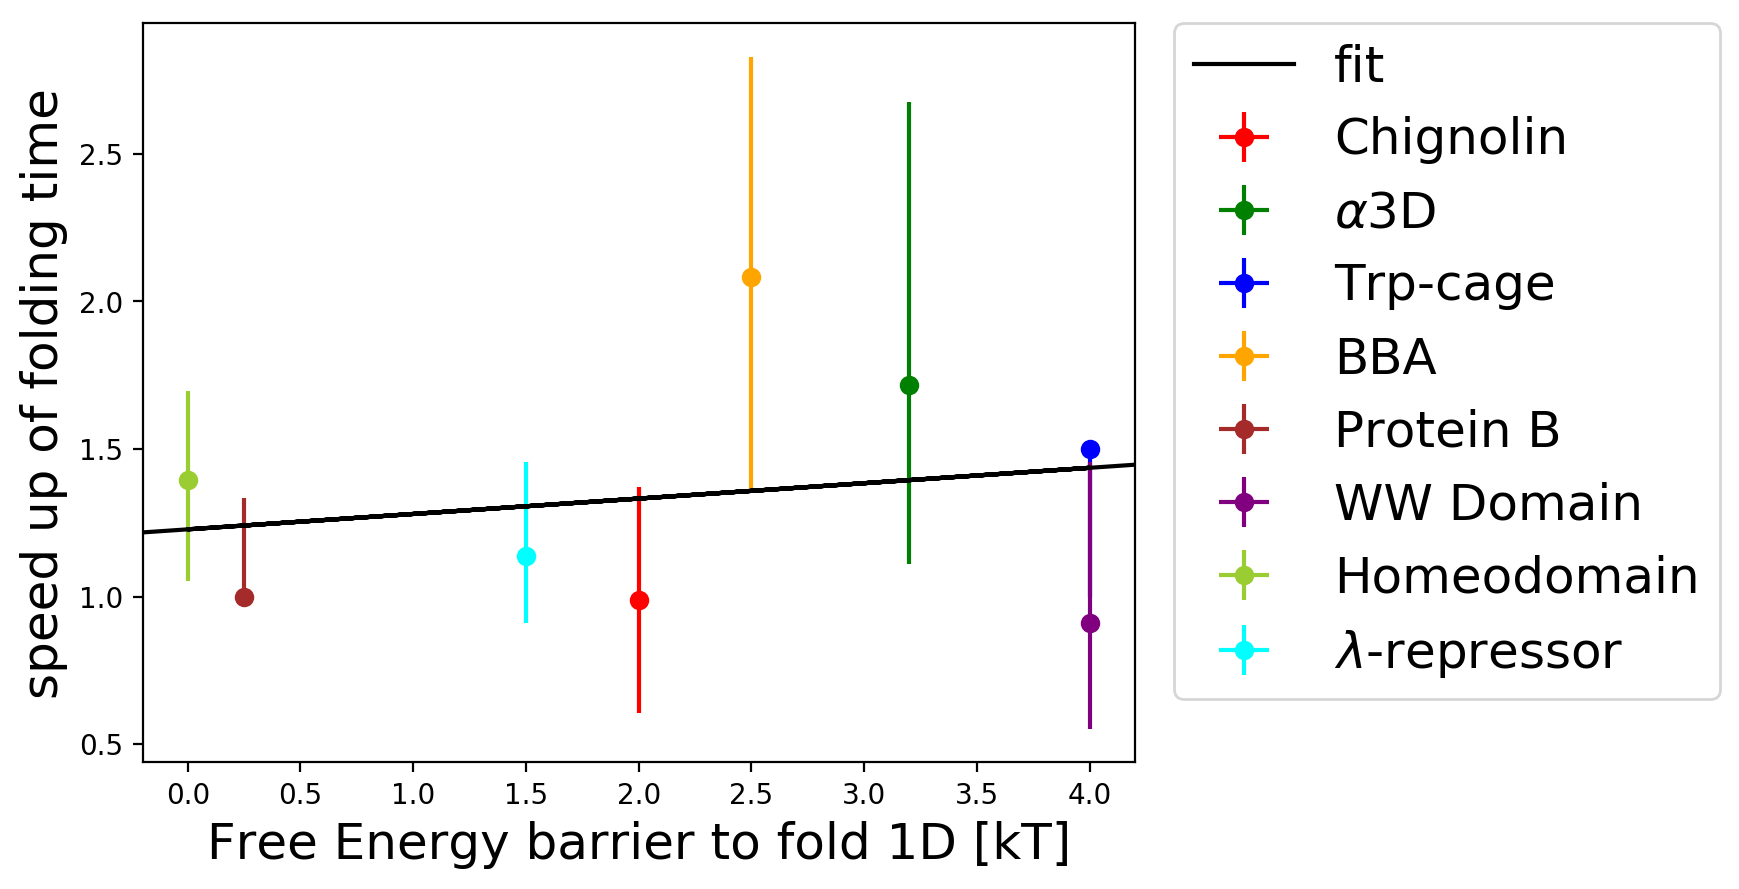 speed up of folding time
2.5
2.0
1.5
1.0
0.5
0.0 0.5 1.0 1.5 2.0 2.5 3.0 3.5 4.0
Free Energy barrier to fold 1D [kT]
fit
Chignolin
α3D
Trp-cage
BBA
Protein B
WW Domain
Homeodomain
λ-repressor